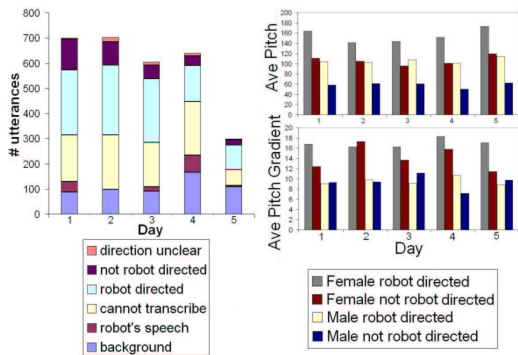 # utterances
800
700
600
500
400
300
200
100
0
1 2 3 4 5
Day
direction unclear
not robot directed
robot directed
cannot transcribe
robot's speech
background
Ave Pitch
200
180
160
140
120
100
80
60
40
20
0
1 2 3 4 5
Ave Pitch Gradient
20
18
16
14
12
10
8
6
4
2
0
1 2 3 4 5
Day
Female robot directed
Female not robot directed
Male robot directed
Male not robot directed